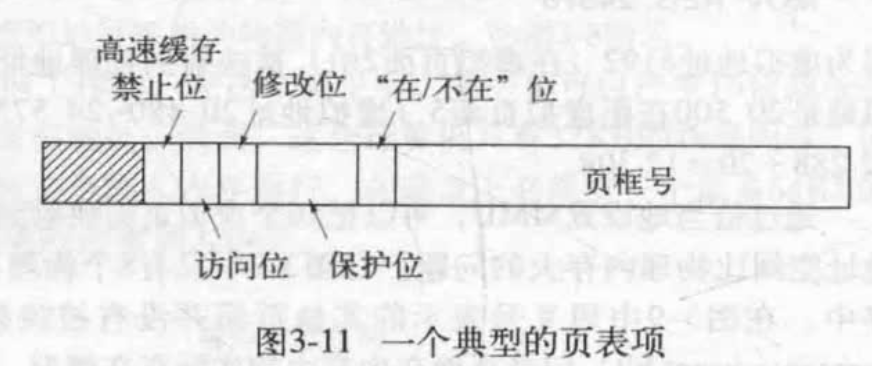 高速缓存
禁止位 修改位 “在/不在”位
页框号
访问位 保护位
图3-11 一个典型的页表项